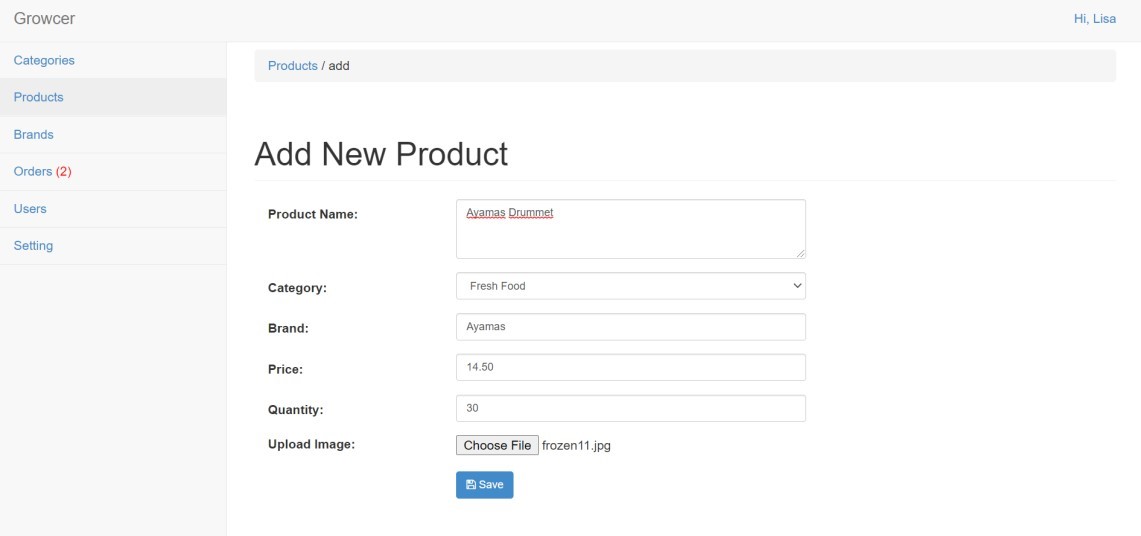 Growcer
Hi, Lisa
Categories
Products
Brands
Orders (2)
Users
Setting
Products / add
Add New Product
Product Name:
Ayamas Drummet
Category:
Fresh Food
Brand:
Ayamas
Price:
14.50
Quantity:
30
Upload Image:
Choose File frozen11.jpg
Save